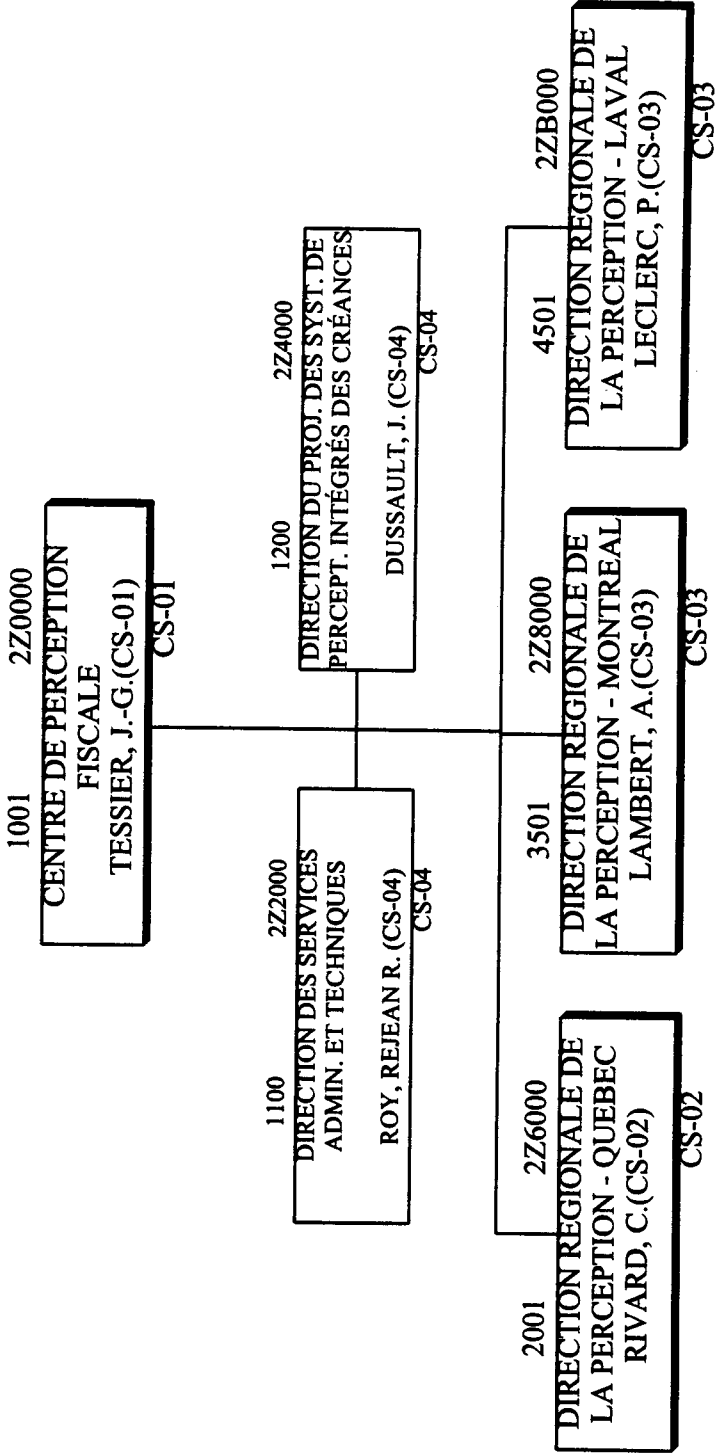 1001 2Z0000
CENTRE DE PERCEPTION
FISCALE
TESSIER, J.-G.(CS-01)
CS-01
1100 2Z2000
DIRECTION DES SERVICES
ADMIN. ET TECHNIQUES
ROY, REJEAN R. (CS-04)
CS-04
1200 2Z4000
DIRECTION DU PROJ. DES SYST. DE
PERCEPT. INTÉGRÉS DES CRÉANCES
DUSSAULT, J. (CS-04)
CS-04
2001 2Z6000
DIRECTION REGIONALE DE
LA PERCEPTION - QUEBEC
RIVARD, C.(CS-02)
CS-02
3501 2Z8000
DIRECTION REGIONALE DE
LA PERCEPTION - MONTREAL
LAMBERT, A.(CS-03)
CS-03
4501 2ZB000
DIRECTION REGIONALE DE
LA PERCEPTION - LAVAL
LECLERC, P.(CS-03)
CS-03